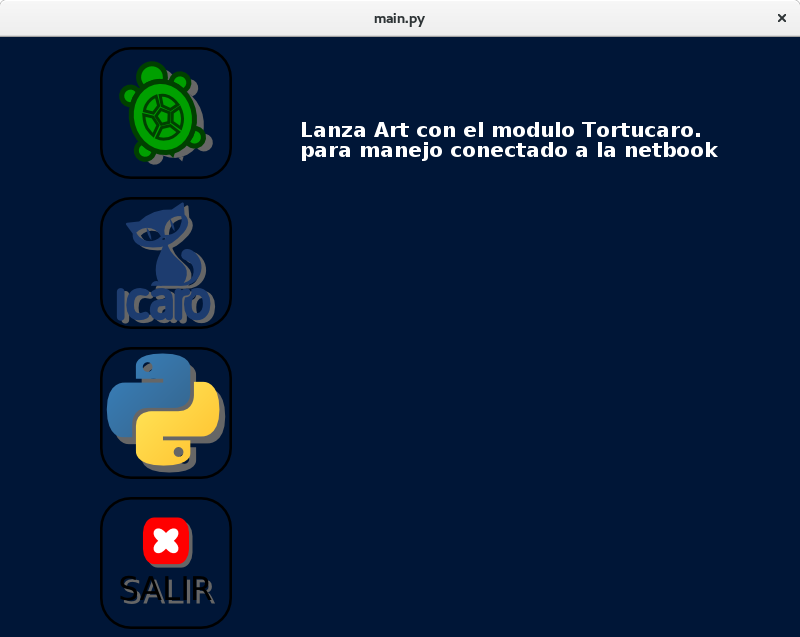 main.py
Lanza Art con el modulo Tortucaro.
para manejo conectado a la netbook
Icaro
SALIR